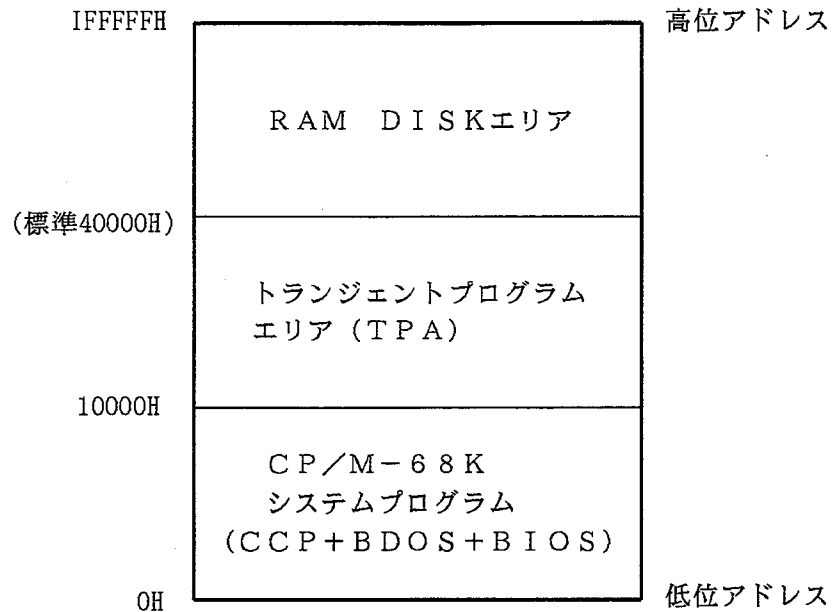 IFFFFFH
高位アドレス
RAM DISKエリア
(標準40000H)
トランジェントプログラム
エリア(TPA)
10000H
CP/M-68K
システムプログラム
(CCP+BDOS+BIOS)
0H
低位アドレス